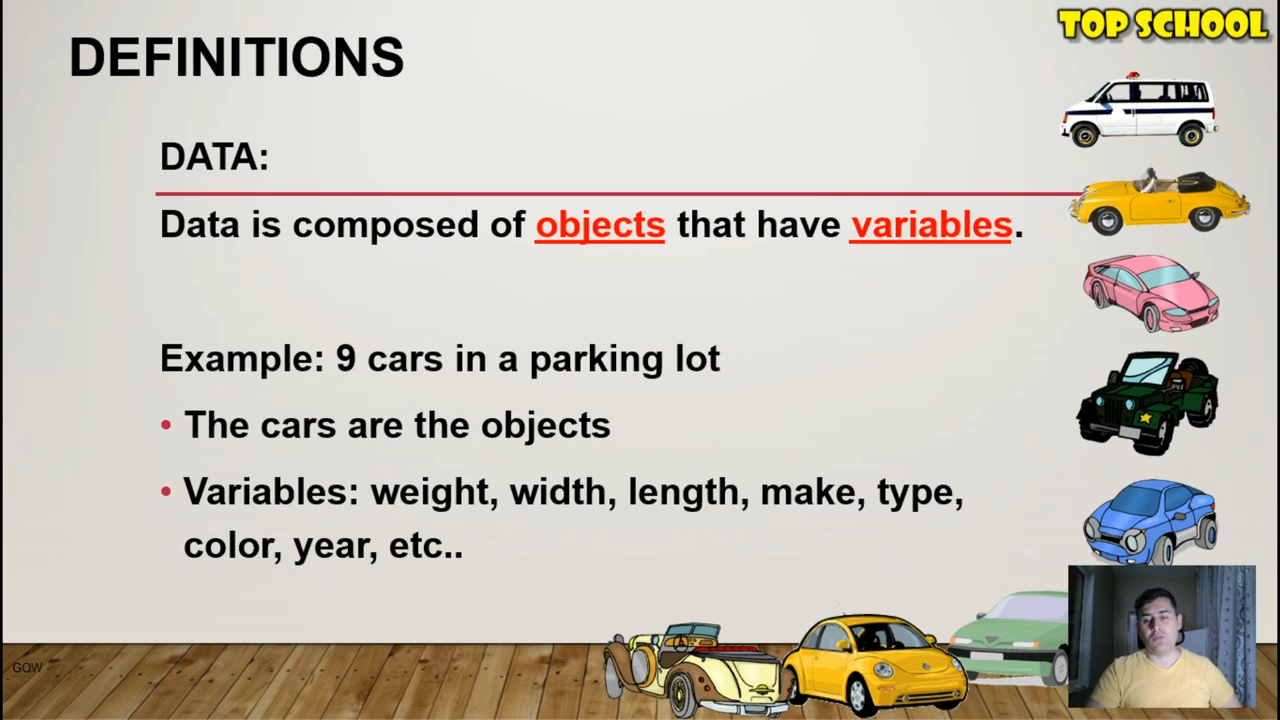 TOP SCHOOL
DEFINITIONS
DATA:
Data is composed of objects that have variables.
Example: 9 cars in a parking lot
• The cars are the objects
• Variables: weight, width, length, make, type,
color, year, etc..
GQW